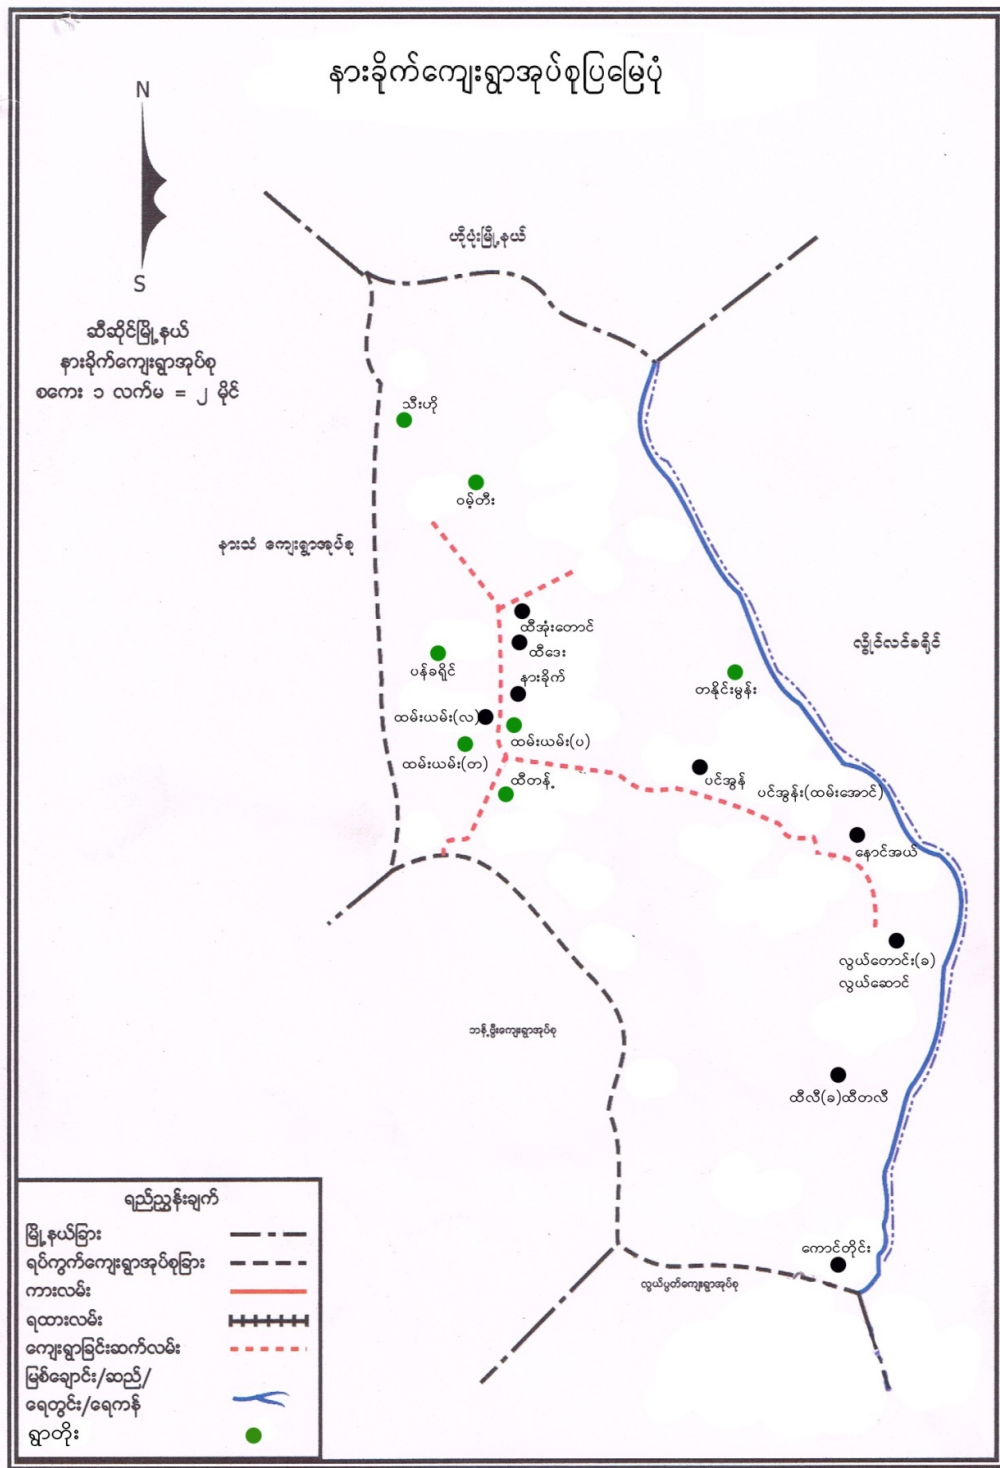 နားခိုက်ကျေးရွာအုပ်စုပြမြေပုံ
N
S
ဆီဆိုင်မြို့နယ်
နားခိုက်ကျေးရွာအုပ်စု
စကေး ၁ လက်မ = ၂ မိုင်
ဟိုပုံးမြို့နယ်
သီးဟို
ဝမ့်တီး
နားသံ ကျေးရွာအုပ်စု
ထီအုံးတောင်
ထီဒေး
လွိုင်လင်ခရိုင်
ပန်ခရိုင်
နားခိုက်
တနိုင်းမွန်း
ထမ်းယမ်း(လ)
ထမ်းယမ်း(ပ)
ထမ်းယမ်း(တ)
ထီတန့်
ပင်အွန်
ပင်အွန်း(ထမ်းအောင်)
နောင်အယ်
လွယ်တောင်း(ခ)
လွယ်ဆောင်
ဘန့်ဗွီးကျေးရွာအုပ်စု
ထီလီ(ခ)ထီတလီ
ကောင်တိုင်း
လွယ်ပွတ်ကျေးရွာအုပ်စု
ရည်ညွှန်းချက်
မြို့နယ်ခြား
ရပ်ကွက်ကျေးရွာအုပ်စုခြား
ကားလမ်း
ရထားလမ်း
ကျေးရွာခြင်းဆက်လမ်း
မြစ်ချောင်း/ဆည်/
ရေတွင်း/ရေကန်
ရွာတိုး